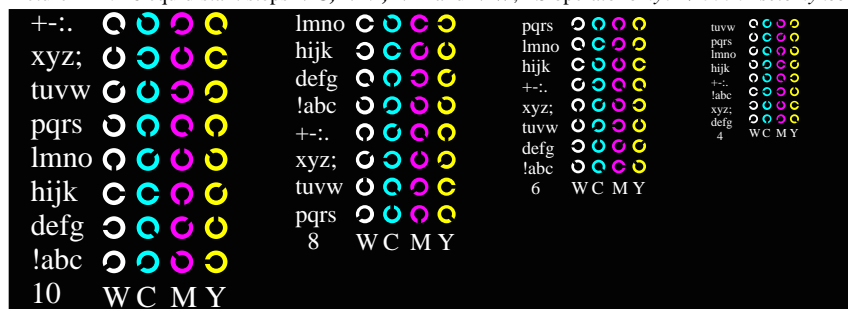 +-:.
xyz;
tuvw
pqrs
lmno
hijk
defg
!abc
10 W C M Y
lmno
hijk
defg
!abc
+-:.
xyz;
tuvw
pqrs
8 W C M Y
pqrs
lmno
hijk
+-:.
xyz;
tuvw
defg
!abc
6 W C M Y
tuvw
pqrs
lmno
hijk
+-:.
!abc
xyz;
defg
4 W C M Y